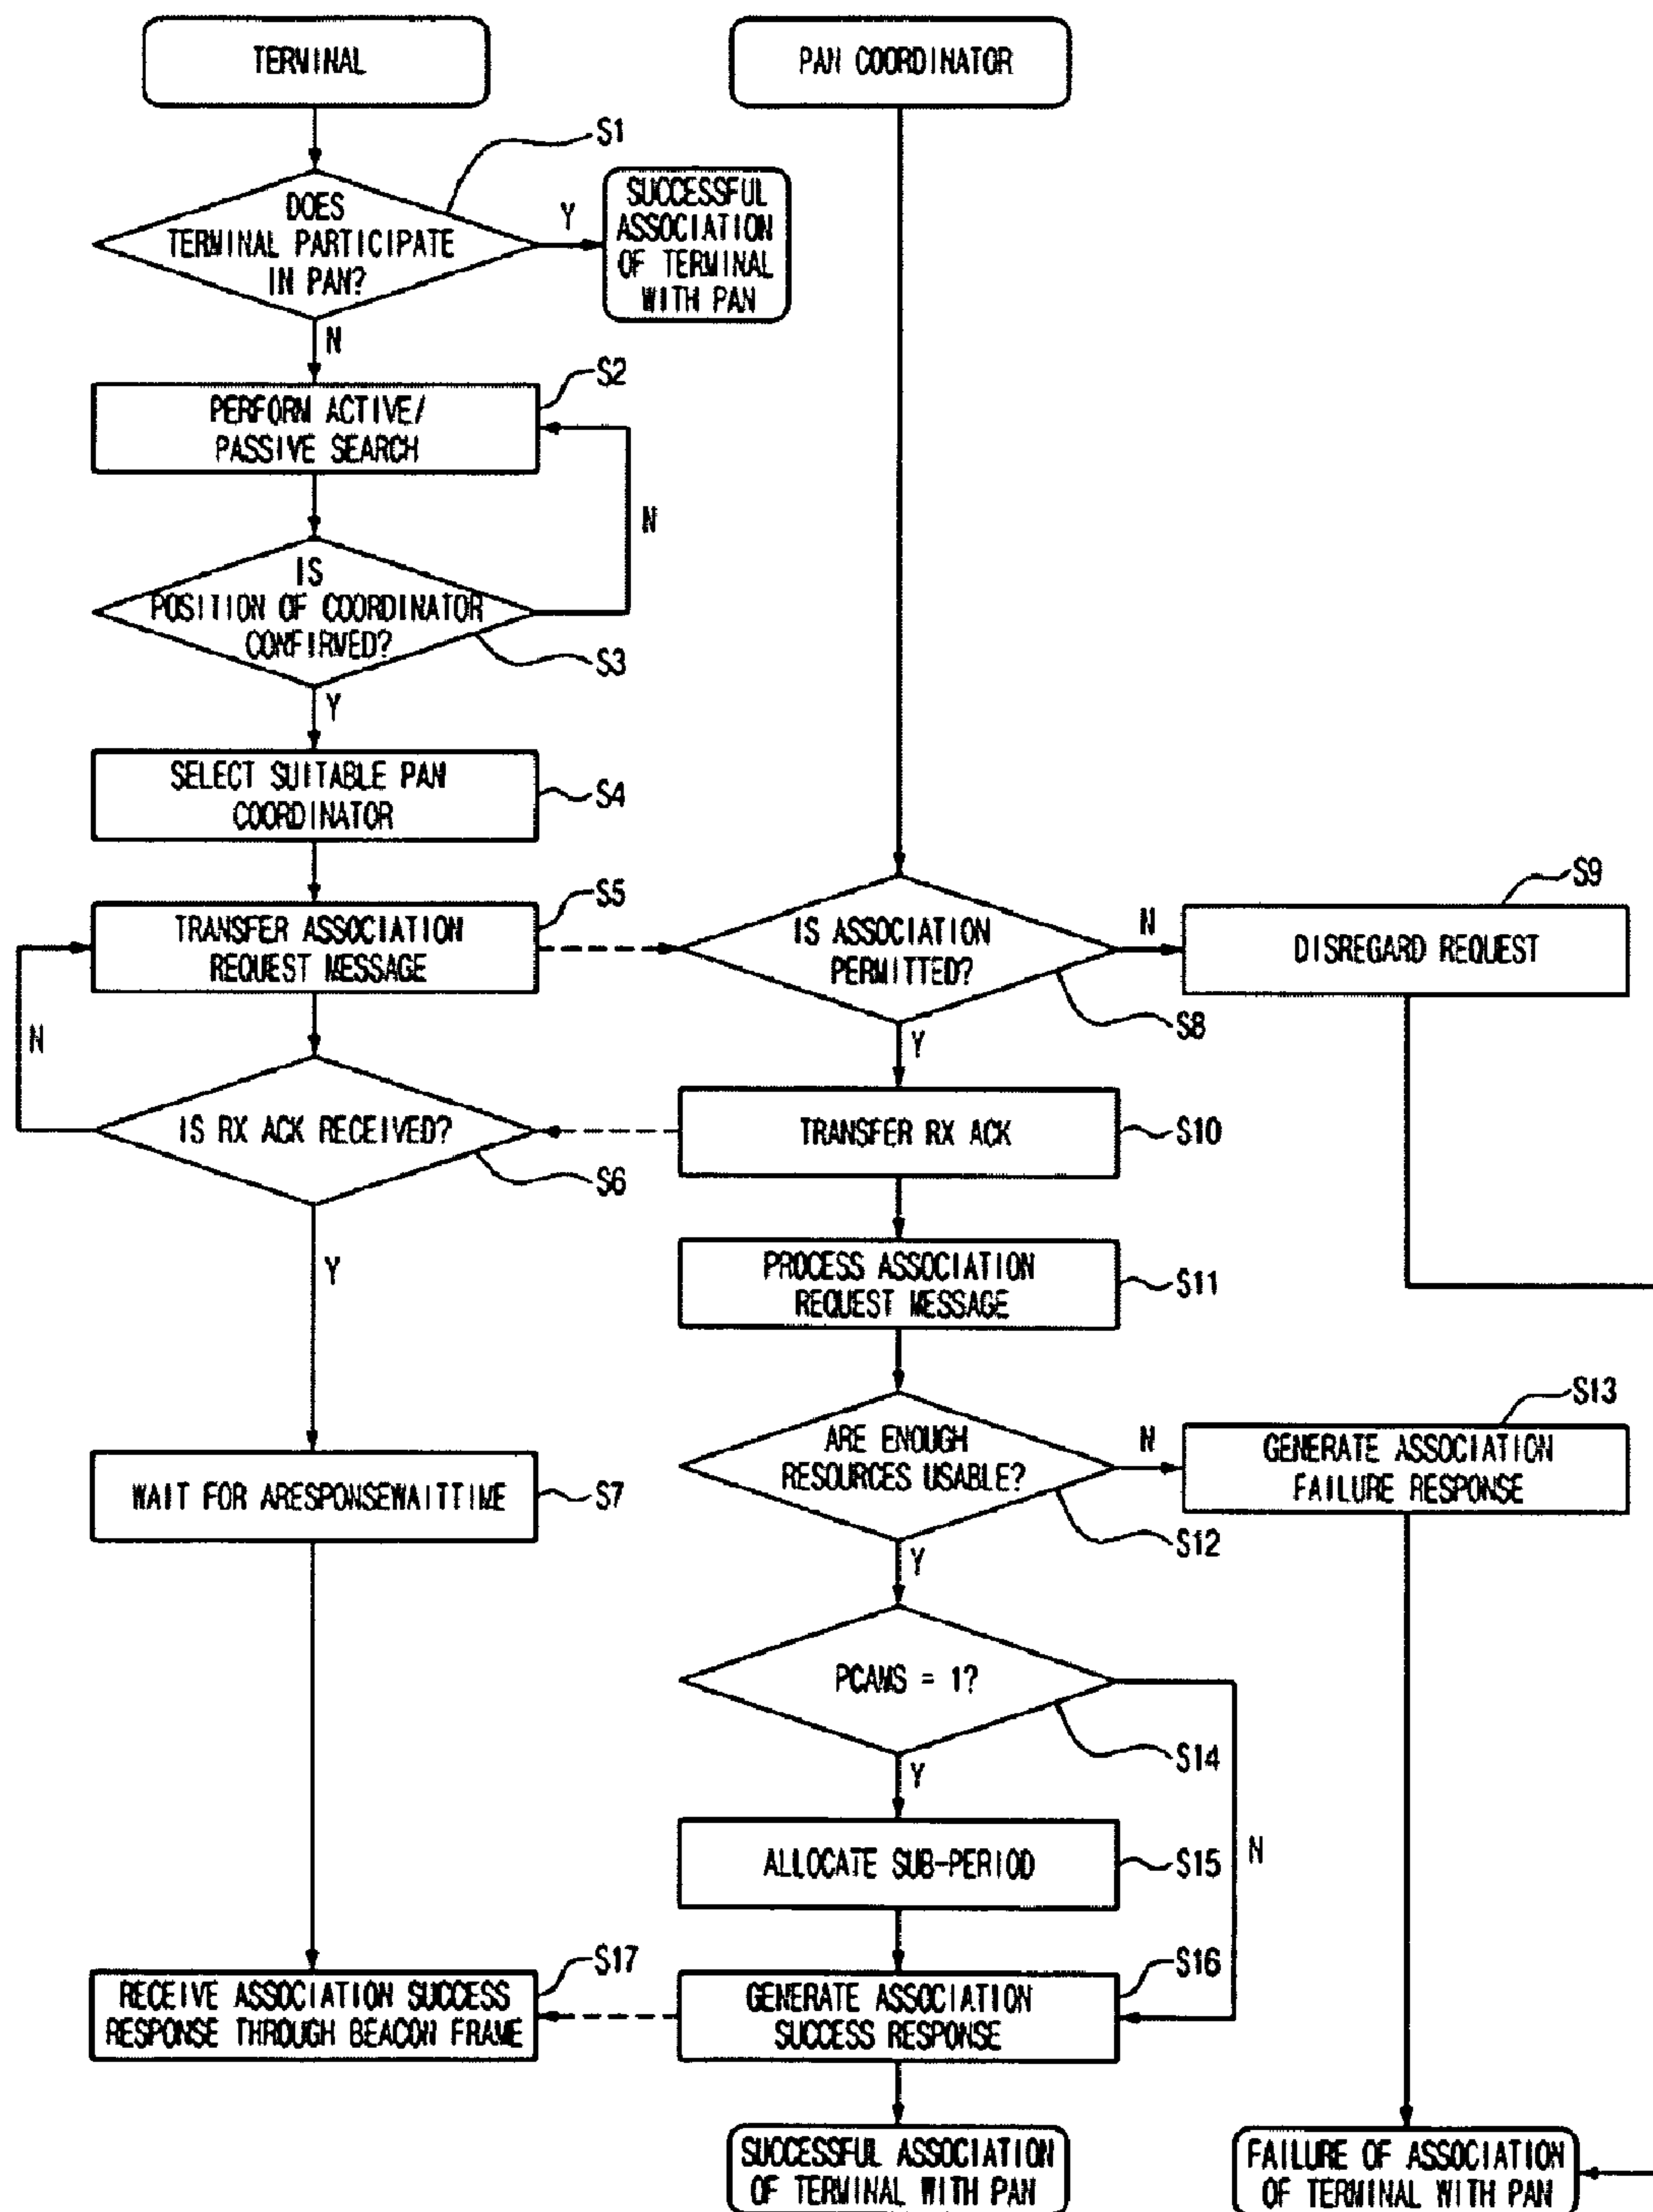 TERMINAL
PAN COORDINATOR
S1
DOES
TERMINAL PARTICIPATE
IN PAN?
Y
SUCCESSFUL
ASSOCIATION
OF TERMINAL
WITH PAN
N
S2
PERFORM ACTIVE/
PASSIVE SEARCH
N
IS
POSITION OF COORDINATOR
CONFIRMED?
S3
Y
SELECT SUITABLE PAN
COORDINATOR
S4
S5
TRANSFER ASSOCIATION
REQUEST MESSAGE
IS ASSOCIATION
PERMITTED?
N
S9
DISREGARD REQUEST
S8
N
Y
IS RX ACK RECEIVED?
S6
TRANSFER RX ACK
S10
Y
PROCESS ASSOCIATION
REQUEST MESSAGE
S11
ARE ENOUGH
RESOURCES USABLE?
N
S13
GENERATE ASSOCIATION
FAILURE RESPONSE
S12
WAIT FOR ARESPONSEWAITTIME
S7
Y
PCAMS = 1?
S14
Y
N
ALLOCATE SUB-PERIOD
S15
S17
RECEIVE ASSOCIATION SUCCESS
RESPONSE THROUGH BEACON FRAME
S16
GENERATE ASSOCIATION
SUCCESS RESPONSE
SUCCESSFUL ASSOCIATION
OF TERMINAL WITH PAN
FAILURE OF ASSOCIATION
OF TERMINAL WITH PAN